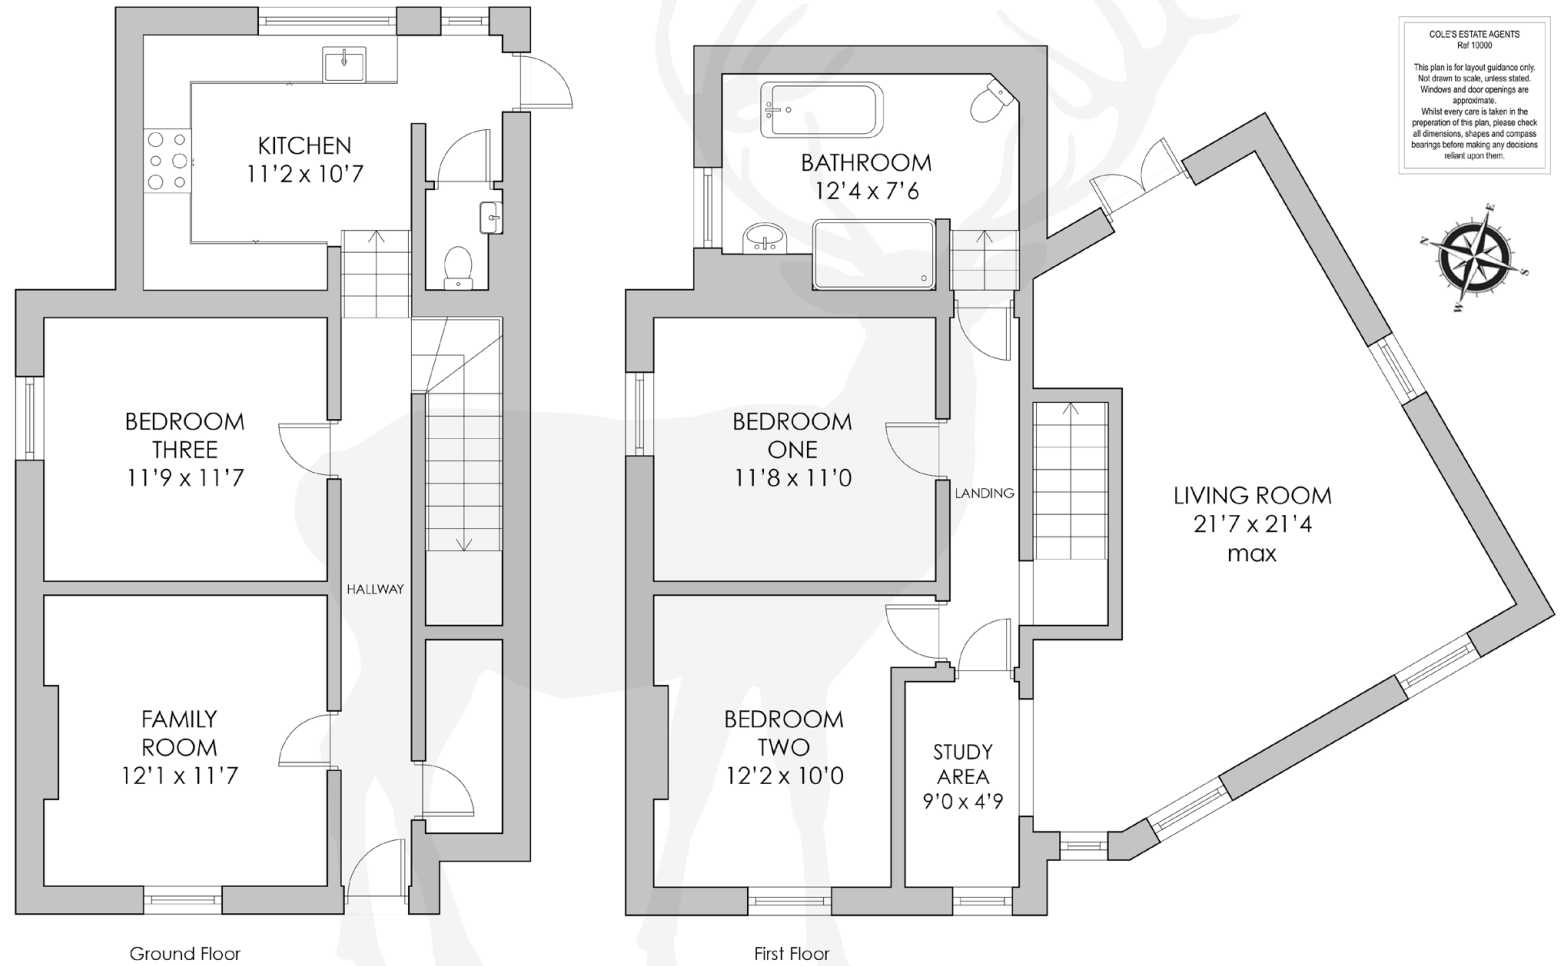 KITCHEN
11'2 x 10'7
BEDROOM
THREE
11'9 x 11'7
HALLWAY
FAMILY
ROOM
12'1 x 11'7
Ground Floor
BATHROOM
12'4 x 7'6
BEDROOM
ONE
11'8 x 11'0
LANDING
BEDROOM
TWO
12'2 x 10'0
STUDY
AREA
9'0 x 4'9
LIVING ROOM
21'7 x 21'4
max
First Floor
COLE'S ESTATE AGENTS
Ref 10000
This plan is for layout guidance only.
Not drawn to scale, unless stated.
Windows and door openings are
approximate.
Whilst every care is taken in the
preperation of this plan, please check
all dimensions, shapes and compass
bearings before making any decisions
reliant upon them.
N
E
S
W